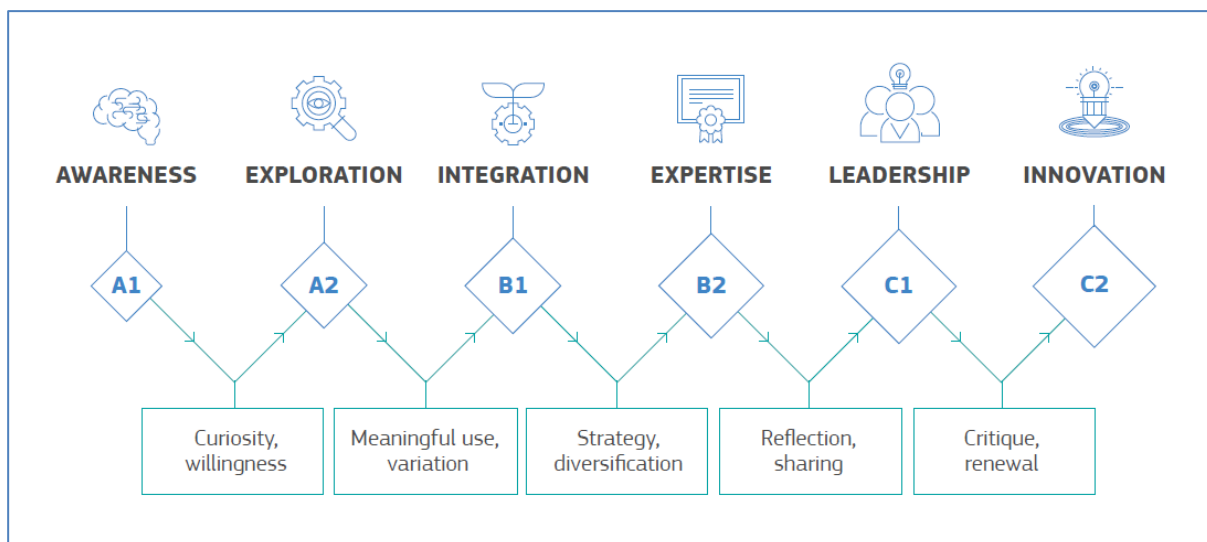 AWARENESS EXPLORATION INTEGRATION EXPERTISE LEADERSHIP INNOVATION
A1 A2 B1 B2 C1 C2
Curiosity,
willingness
Meaningful use,
variation
Strategy,
diversification
Reflection,
sharing
Critique,
renewal